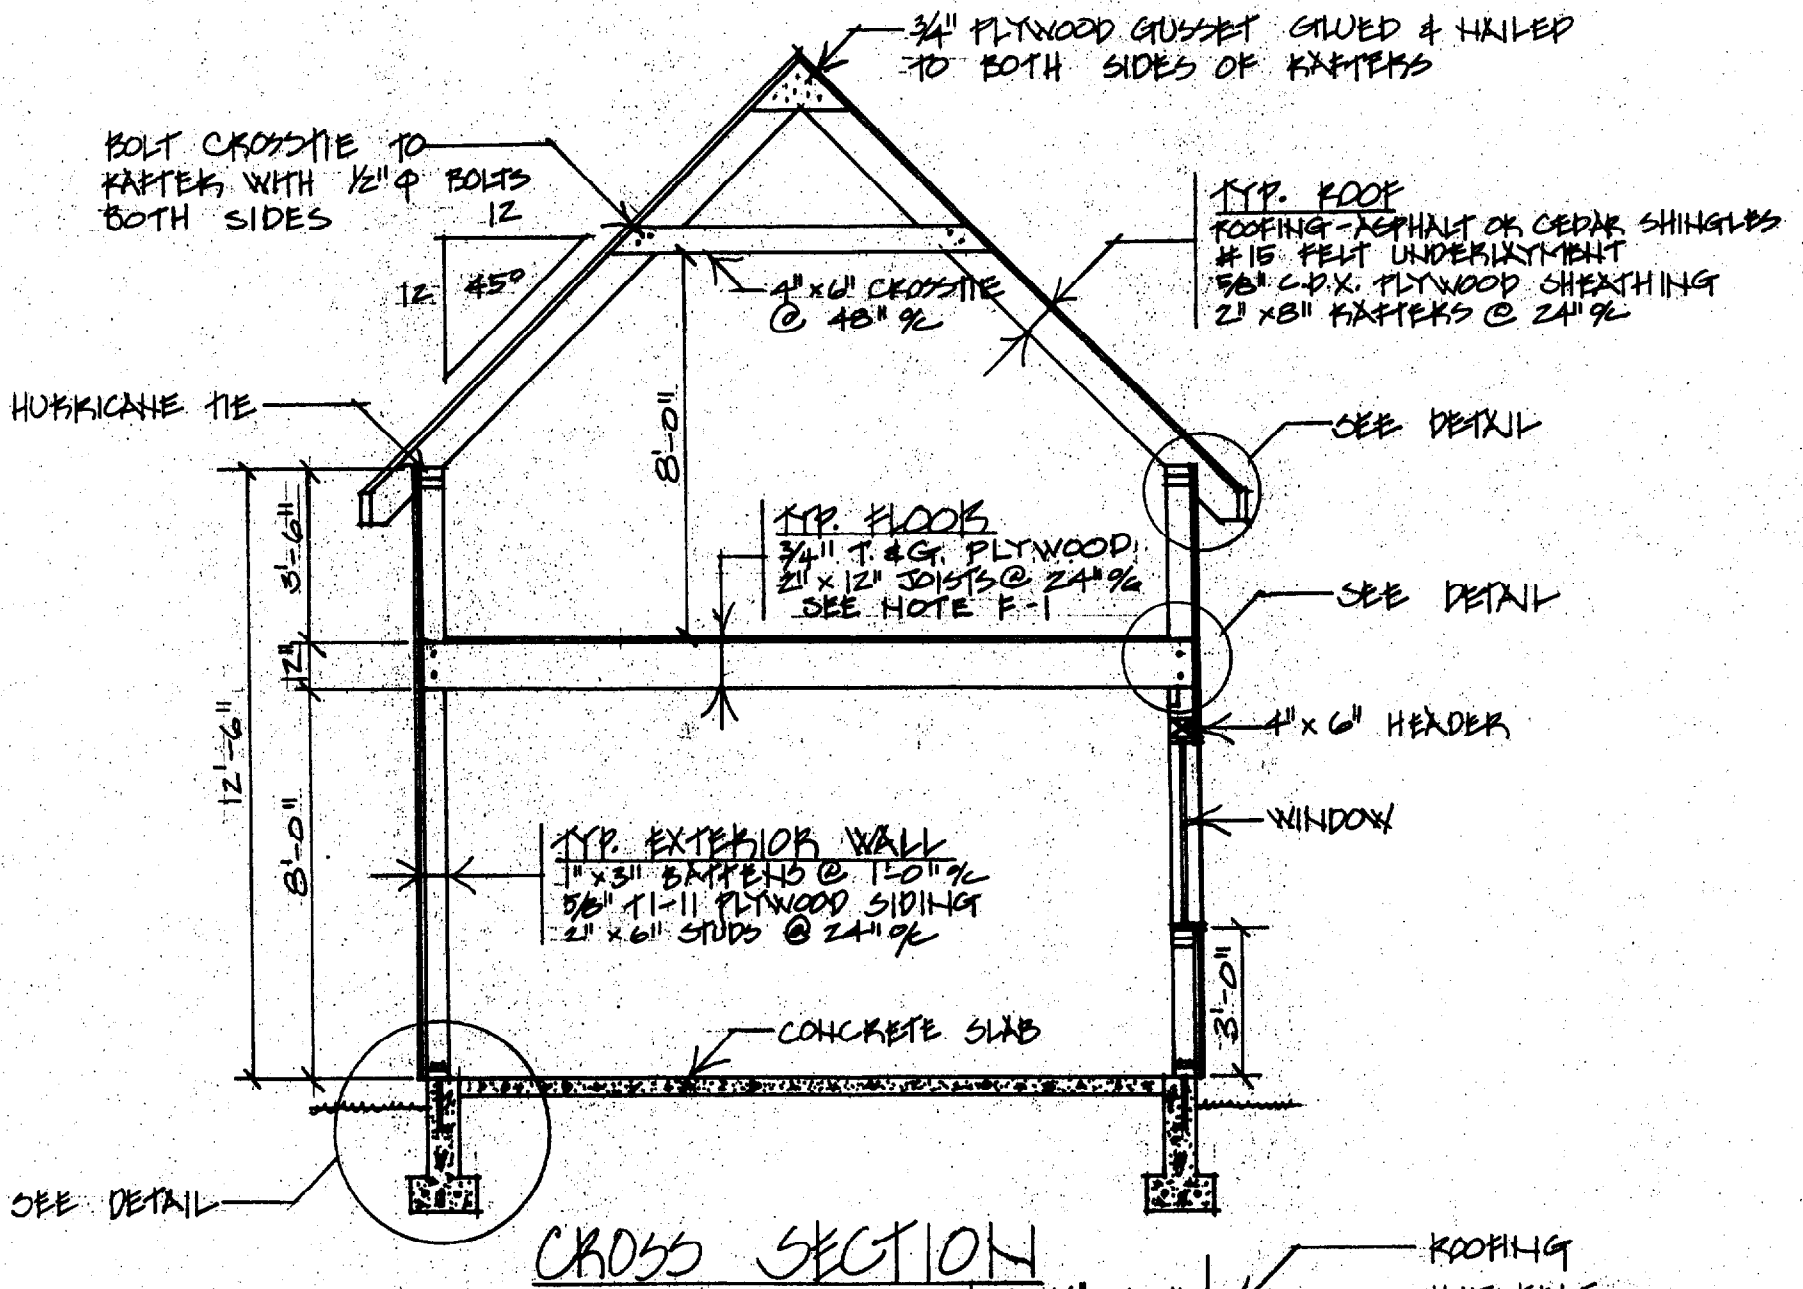 3/4" PLYWOOD GUSSET GLUED & NAILED
TO BOTH SIDES OF RAFTERS
BOLT CROSSTIE TO
RAFTER WITH 1/2" Φ BOLTS
BOTH SIDES
12
12
45°
TYP. ROOF
ROOFING-ASPHALT OR CEDAR SHINGLES
#15 FELT UNDERLAYMENT
5/8" C.D.X. PLYWOOD SHEATHING
2" x8" RAFTERS @ 24" o/c
4" x 6" CROSSTIE
@ 48" o/c
HURRICANE TIE
SEE DETAIL
8'-0"
3'-6"
TYP. FLOOR
3/4" T. & G. PLYWOOD
2" x 12" JOISTS @ 24" o/c
SEE NOTE F-1
SEE DETAIL
12"
4" x 6" HEADER
12'-6"
8'-0"
WINDOW
TYP. EXTERIOR WALL
1" x 3" BATTENS @ 1'-0" o/c
5/8" T1-11 PLYWOOD SIDING
2" x 6" STUDS @ 24" o/c
3'-0"
CONCRETE SLAB
SEE DETAIL
CROSS SECTION
ROOFING